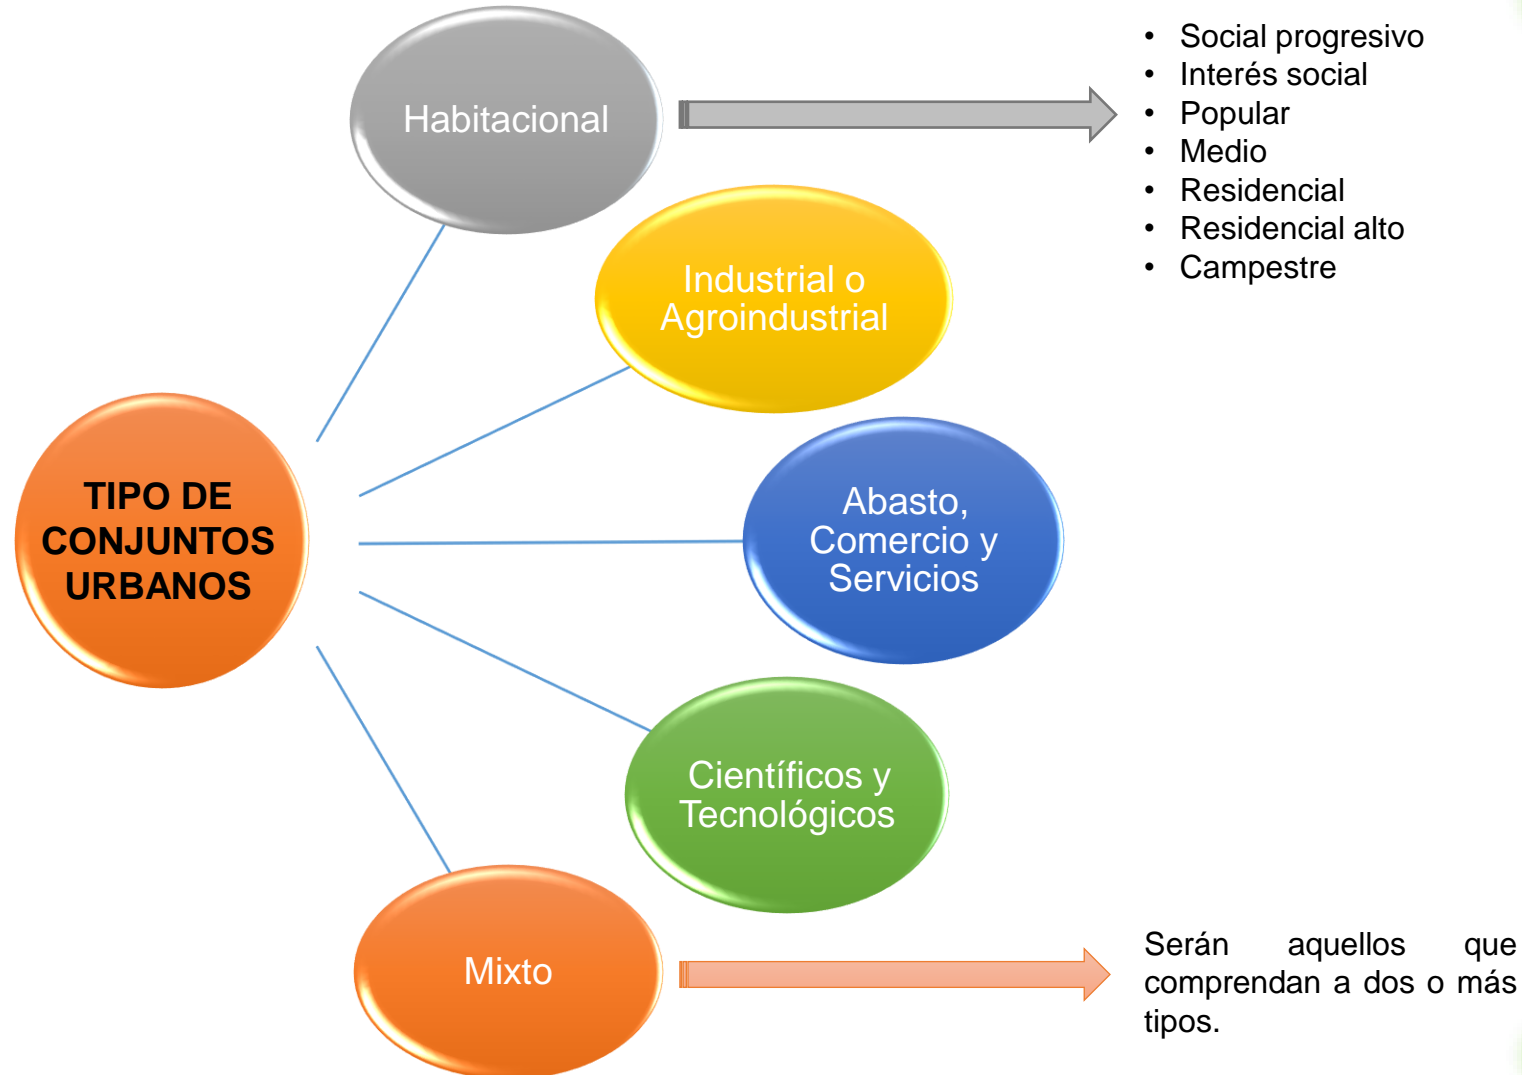 TIPO DE
CONJUNTOS
URBANOS
Habitacional
• Social progresivo
• Interés social
• Popular
• Medio
• Residencial
• Residencial alto
• Campestre
Industrial o
Agroindustrial
Abasto,
Comercio y
Servicios
Científicos y
Tecnológicos
Mixto
Serán aquellos que
comprendan a dos o más
tipos.